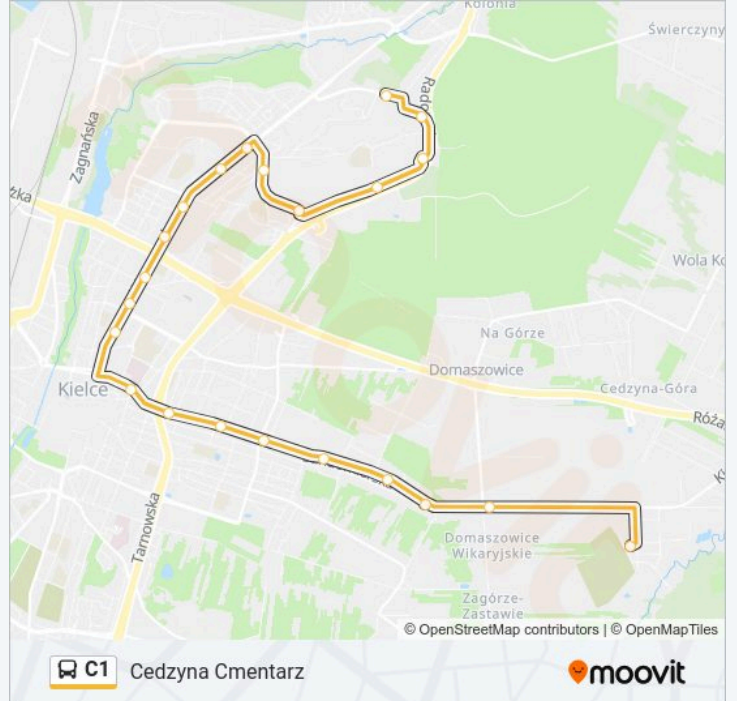 Kolonia
Świerczyny
Rado
Zagnańska
Wola Ko
Na Górze
Domaszowice
Kielce
Cedzyna-Góra
Róża
Tarnowska
Domaszowice
Wikaryjskie
Zagórze-
Zastawie
© OpenStreetMap contributors | © OpenMapTiles
C1 Cedzyna Cmentarz
moovit